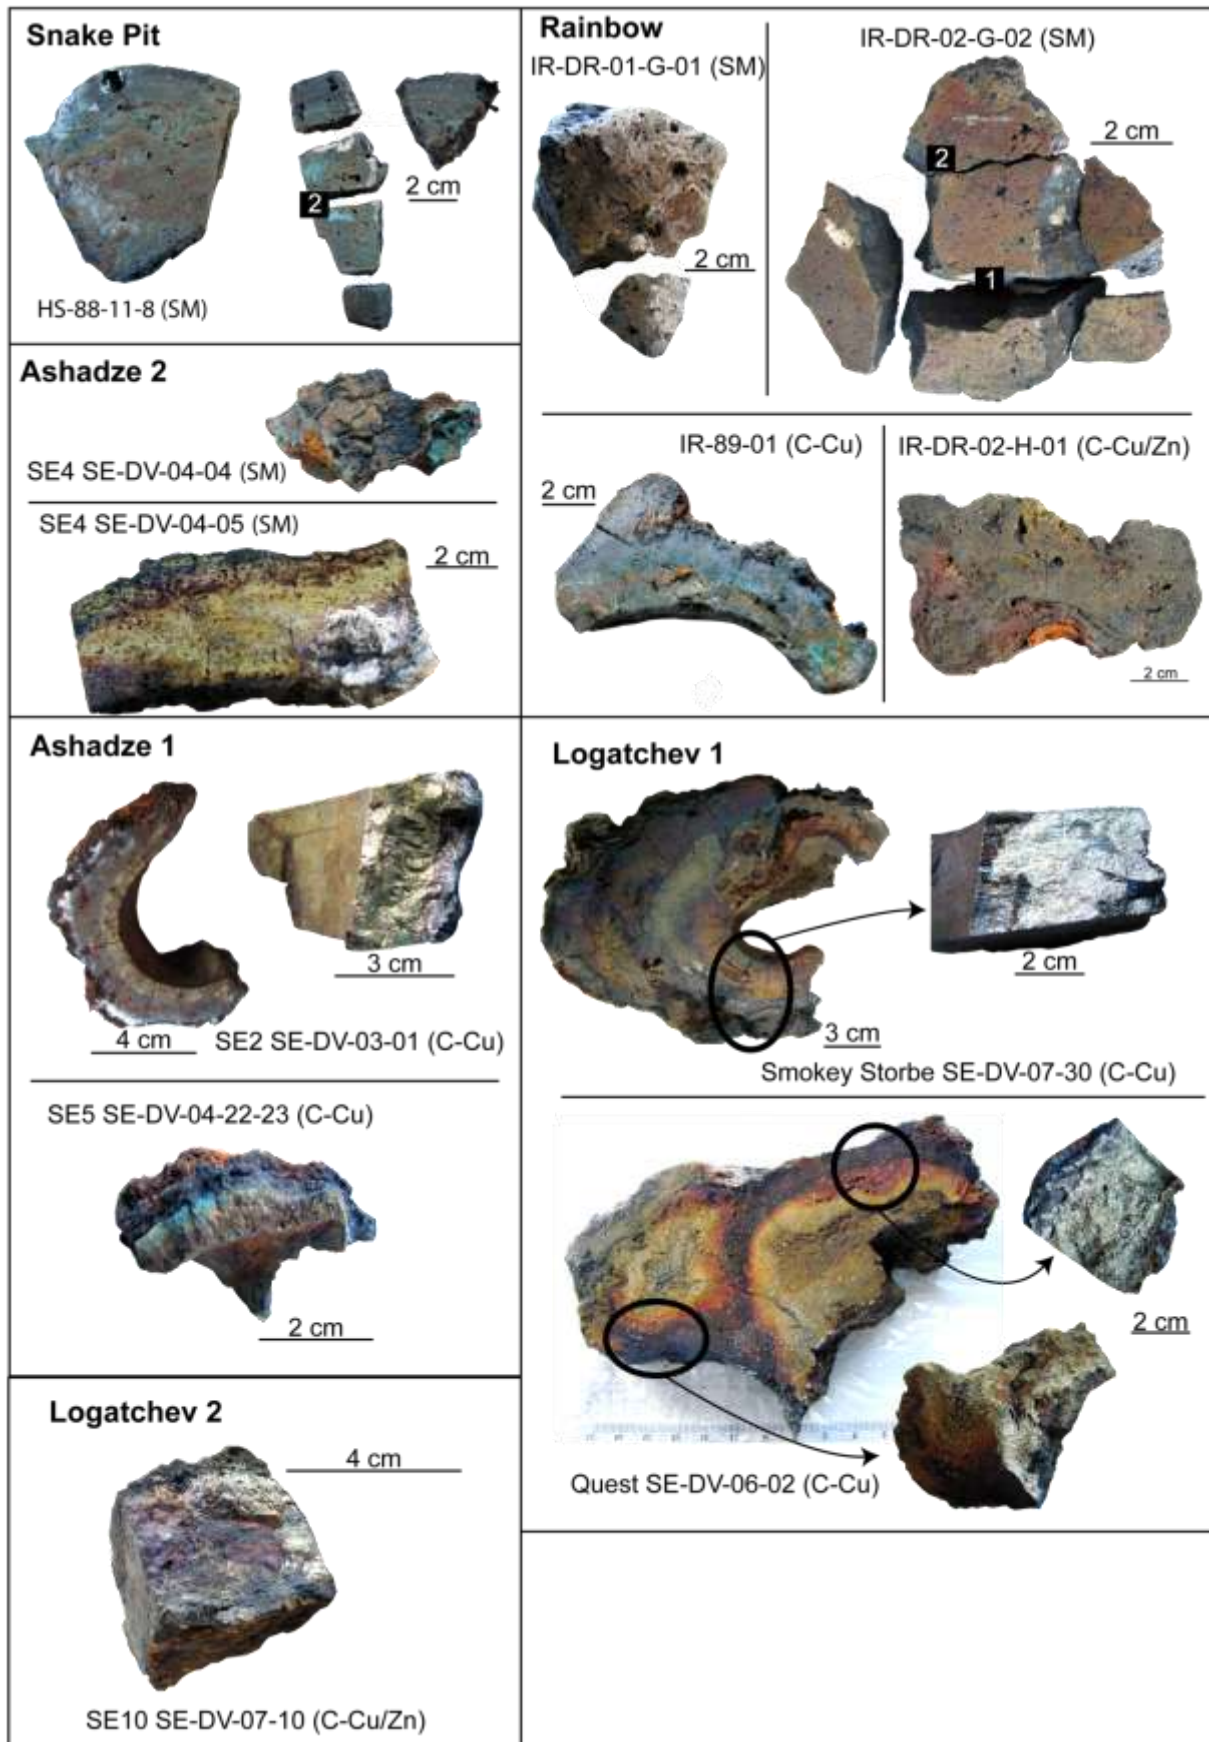 Snake Pit
2 cm
2
HS-88-11-8 (SM)
Rainbow
IR-DR-01-G-01 (SM)
2 cm
IR-DR-02-G-02 (SM)
2 cm
2
1
IR-89-01 (C-Cu)
2 cm
IR-DR-02-H-01 (C-Cu/Zn)
2 cm
Ashadze 2
SE4 SE-DV-04-04 (SM)
SE4 SE-DV-04-05 (SM)
2 cm
Ashadze 1
3 cm
4 cm
SE2 SE-DV-03-01 (C-Cu)
SE5 SE-DV-04-22-23 (C-Cu)
2 cm
Logatchev 1
2 cm
3 cm
Smokey Storbe SE-DV-07-30 (C-Cu)
2 cm
Quest SE-DV-06-02 (C-Cu)
Logatchev 2
4 cm
SE10 SE-DV-07-10 (C-Cu/Zn)